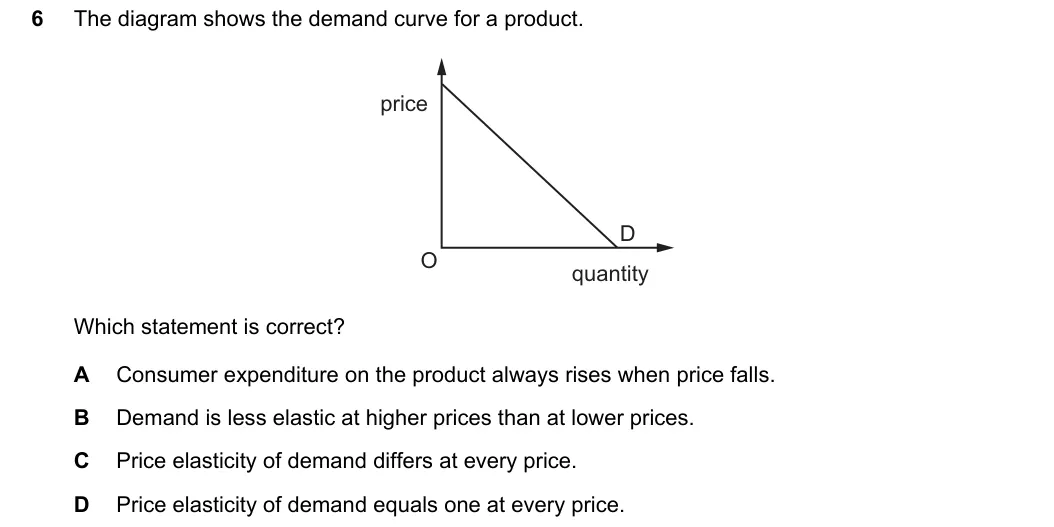 6 The diagram shows the demand curve for a product.
price
D
O
quantity
Which statement is correct?
A Consumer expenditure on the product always rises when price falls.
B Demand is less elastic at higher prices than at lower prices.
C Price elasticity of demand differs at every price.
D Price elasticity of demand equals one at every price.